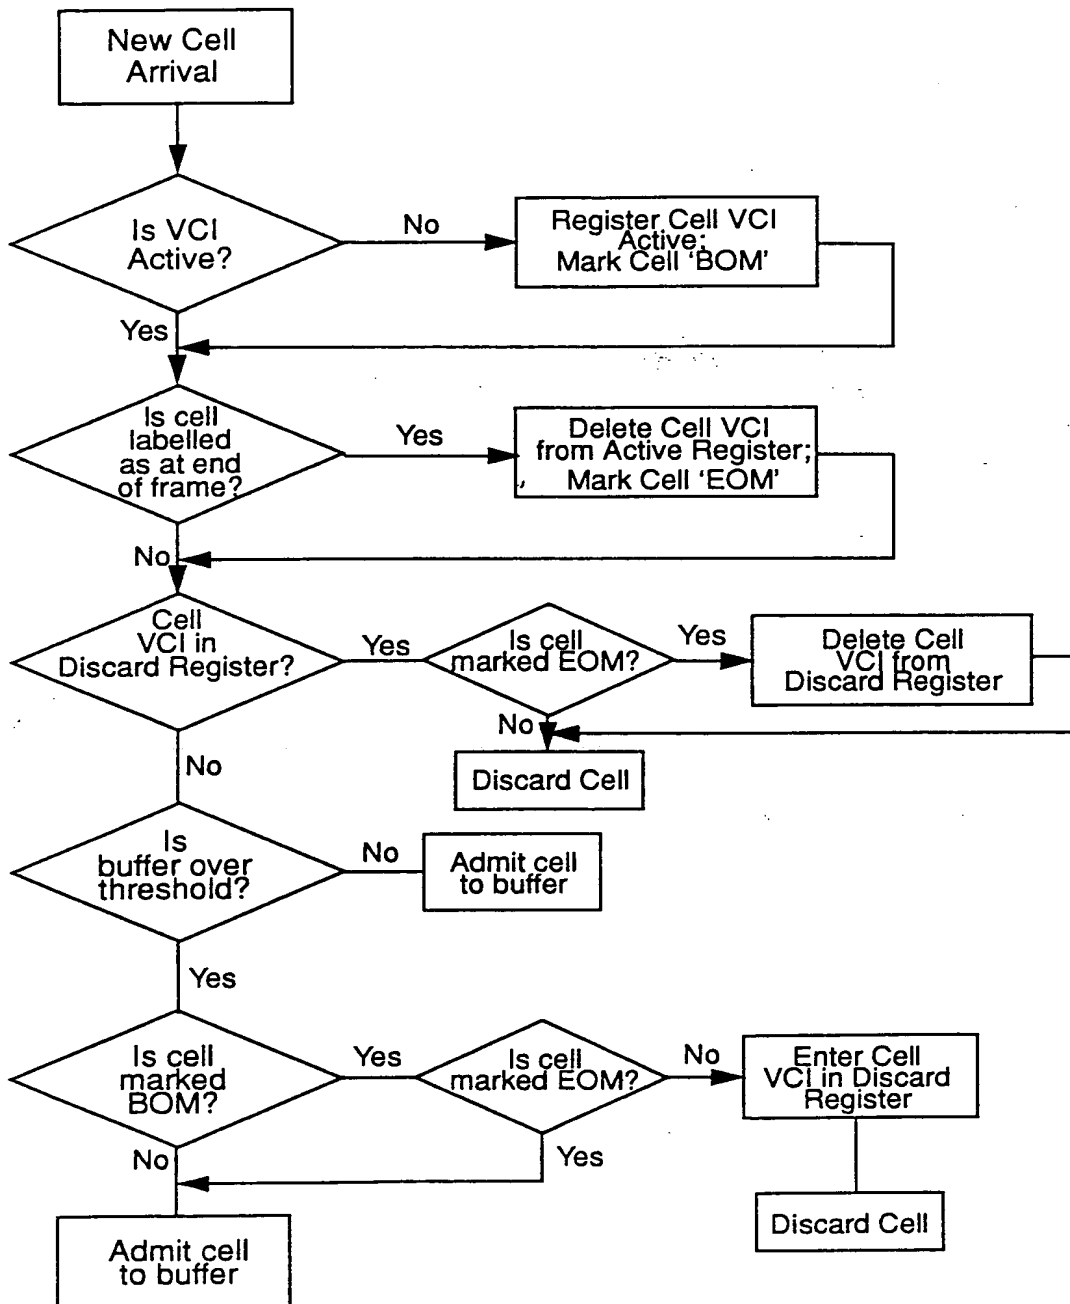 New Cell
Arrival
Is VCI
Active?
No
Register Cell VCI
Active;
Mark Cell ‘BOM’
Yes
Is cell
labelled
as at end
of frame?
Yes
Delete Cell VCI
from Active Register;
Mark Cell ‘EOM’
No
Cell
VCI in
Discard Register?
Yes
Is cell
marked EOM?
Yes
Delete Cell
VCI from
Discard Register
No
Discard Cell
No
Is
buffer over
threshold?
No
Admit cell
to buffer
Yes
Is cell
marked
BOM?
Yes
Is cell
marked EOM?
No
Enter Cell
VCI in Discard
Register
No
Yes
Discard Cell
Admit cell
to buffer